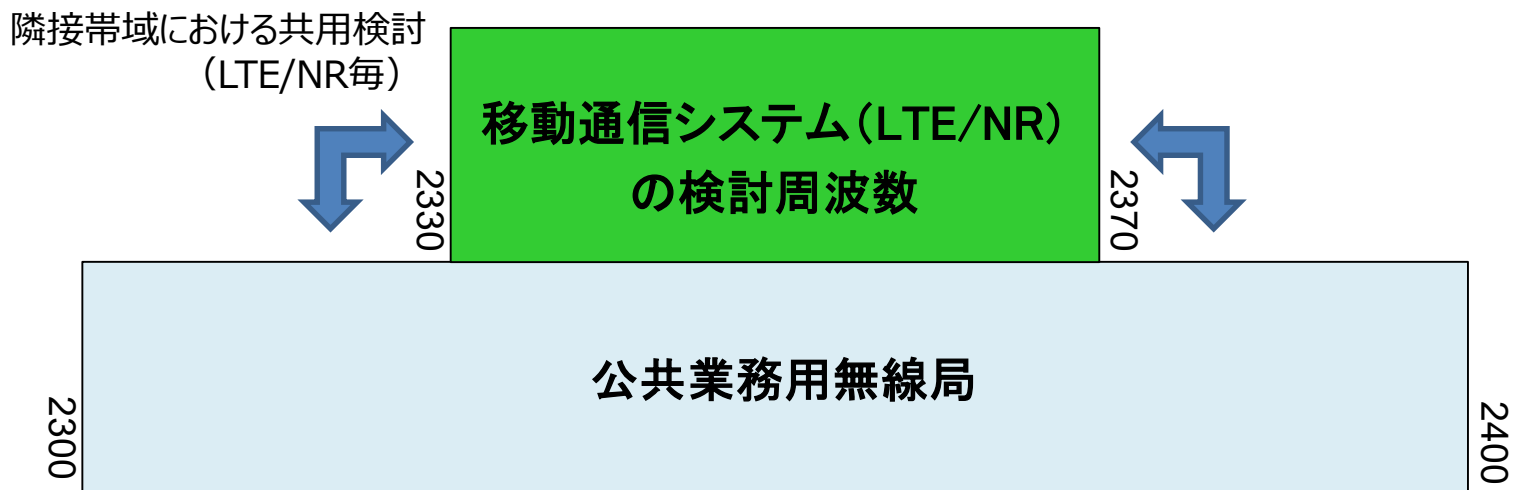 隣接帯域における共用検討
（LTE/NR毎）
移動通信システム（LTE/NR）
の検討周波数
2330
2370
公共業務用無線局
2300
2400